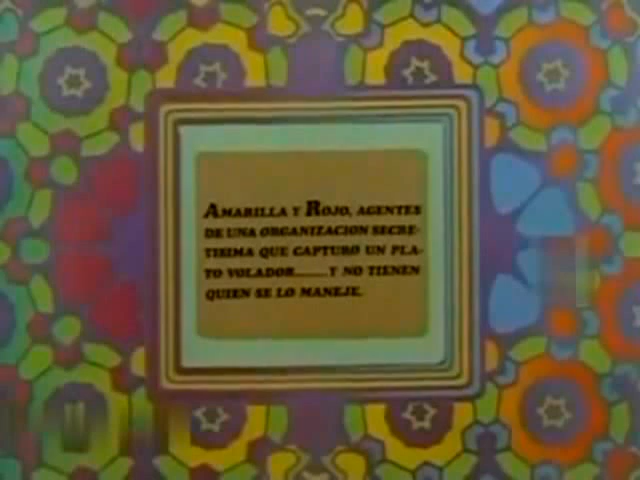 AMARILLA Y ROJO, AGENTES
DE UNA ORGANIZACION SECRE-
TISIMA QUE CAPTURO UN PLA-
TO VOLADOR........Y NO TIENEN
QUIEN SE LO MANEJE.